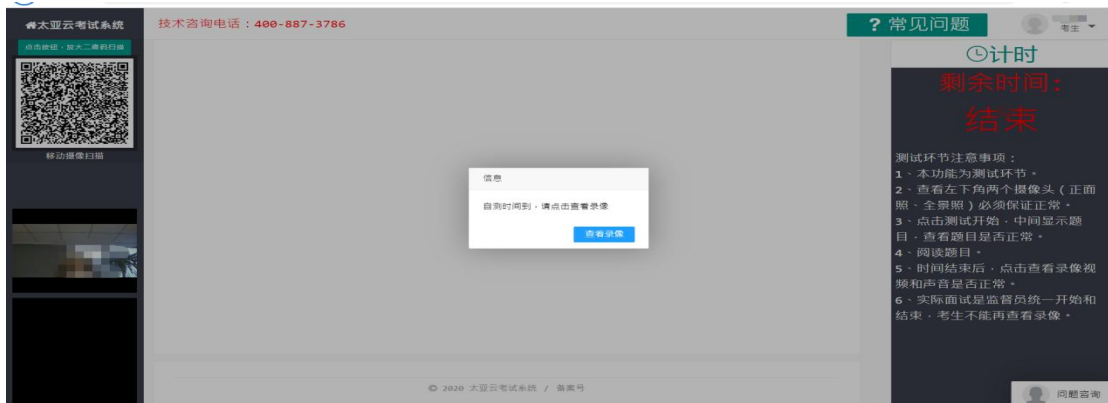 太亚云考试系统
技术咨询电话：400-887-3786
? 常见问题
考生
点击按钮，放大二维码扫描
移动摄像扫描
计时
剩余时间：
结束
测试环节注意事项：
1、本功能为测试环节。
2、查看左下角两个摄像头（正面
照、全景照）必须保证正常。
3、点击测试开始，中间显示题
目，查看题目是否正常。
4、阅读题目。
5、时间结束后，点击查看录像视
频和声音是否正常。
6、实际面试是监督员统一开始和
结束，考生不能再查看录像。
信息
自测时间到，请点击查看录像
查看录像
© 2020 太亚云考试系统 / 备案号
问题咨询